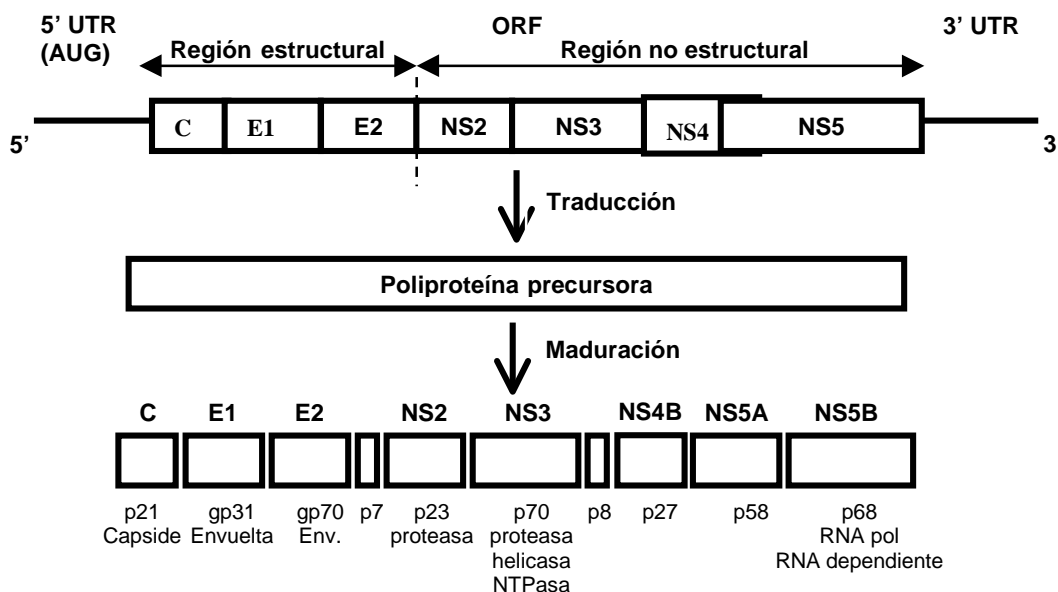 5’ UTR ORF 3’ UTR
(AUG) Región estructural Región no estructural
C E1 E2 NS2 NS3 NS4 NS5
5’ 3
Traducción
Poliproteína precursora
Maduración
C E1 E2 NS2 NS3 NS4B NS5A NS5B
p21 gp31 gp70 p7 p23 p70 p8 p27 p58 p68
Capside Envuelta Env. proteasa proteasa RNA pol
helicasa RNA dependiente
NTPasa